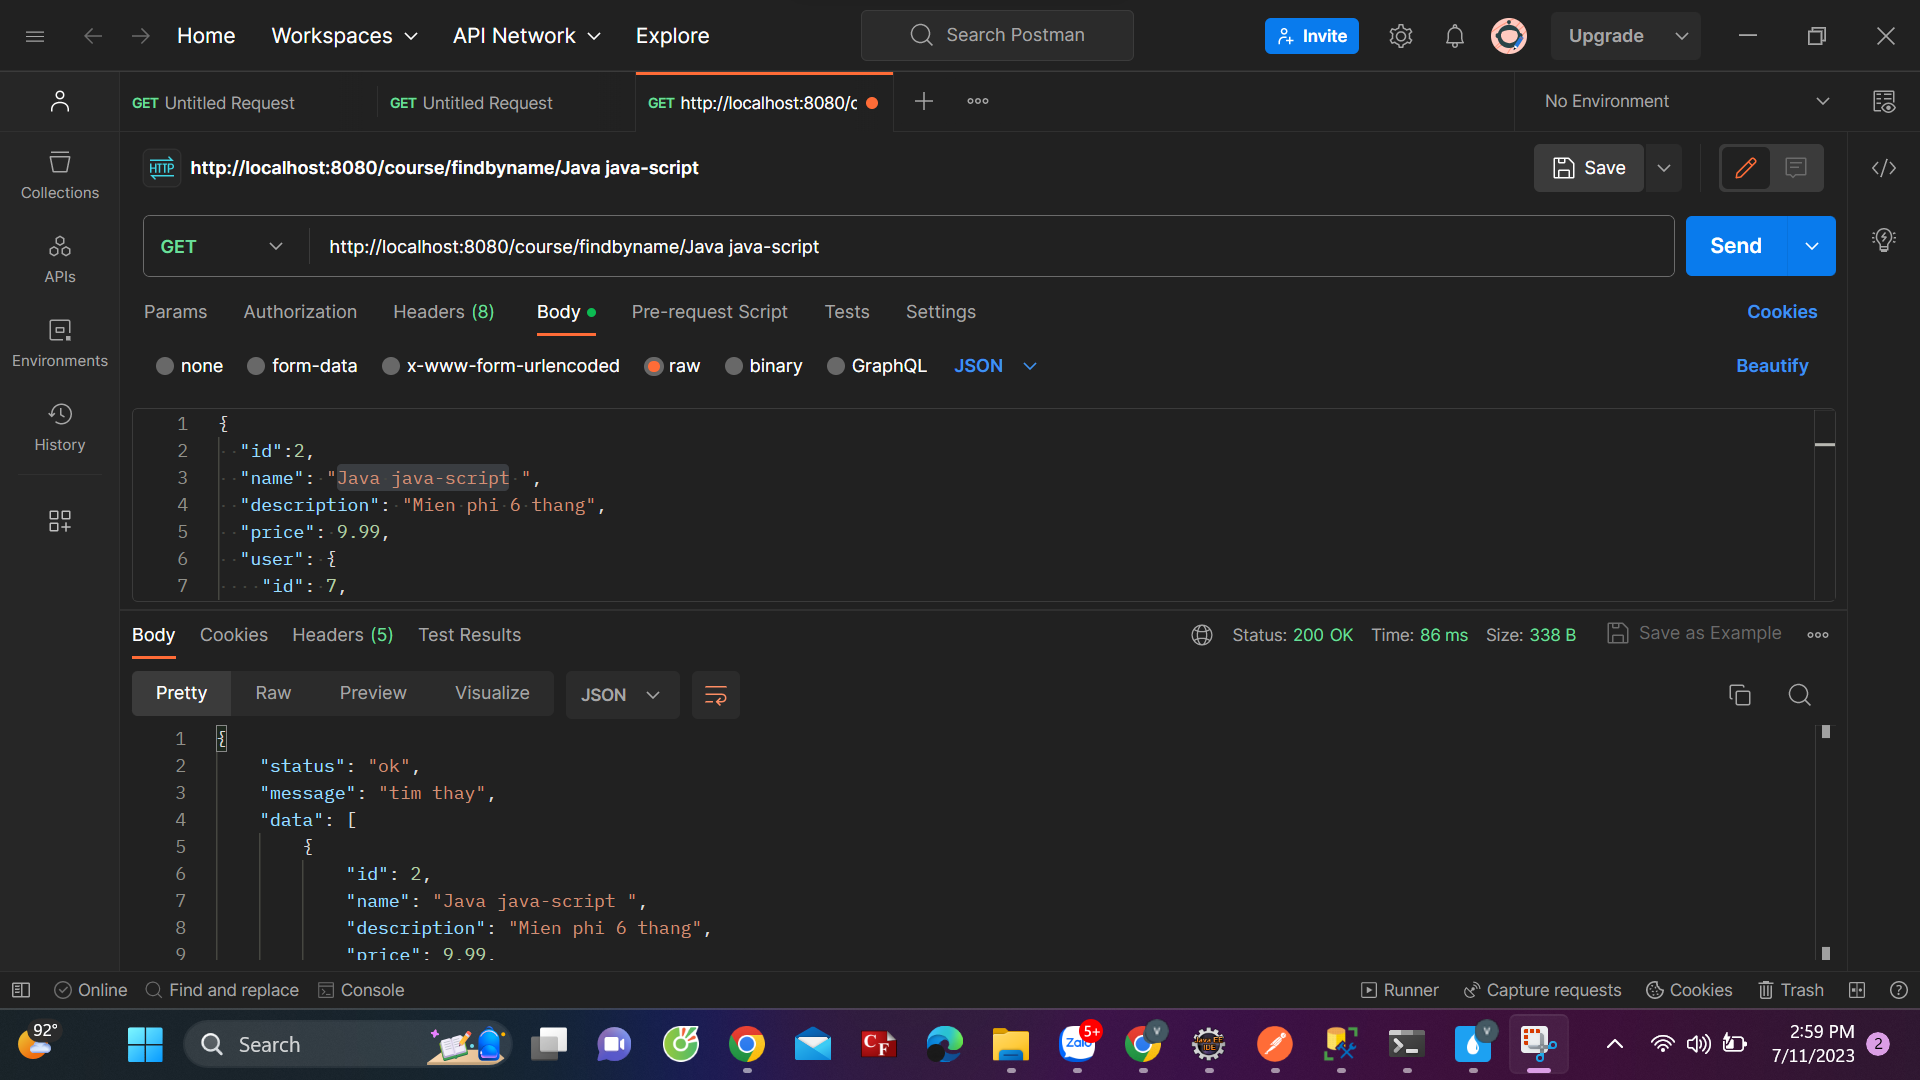 Home Workspaces API Network Explore Search Postman Invite Upgrade
GET Untitled Request GET Untitled Request GET http://localhost:8080/c No Environment
HTTP http://localhost:8080/course/findbyname/Java java-script Save
GET http://localhost:8080/course/findbyname/Java java-script Send
Collections
APIs
Environments
History
Params Authorization Headers (8) Body Pre-request Script Tests Settings Cookies
none form-data x-www-form-urlencoded raw binary GraphQL JSON Beautify
1 {
2 "id":2,
3 "name": "Java java-script ",
4 "description": "Mien phi 6 thang",
5 "price": 9.99,
6 "user": {
7 "id": 7,
Body Cookies Headers (5) Test Results Status: 200 OK Time: 86 ms Size: 338 B Save as Example
Pretty Raw Preview Visualize JSON
1 {
2 "status": "ok",
3 "message": "tim thay",
4 "data": [
5 {
6 "id": 2,
7 "name": "Java java-script ",
8 "description": "Mien phi 6 thang",
9 "price": 9.99,
Online Find and replace Console Runner Capture requests Cookies Trash
92° Search CF Zalo 5+ Java EE IDE 2:59 PM
7/11/2023 2